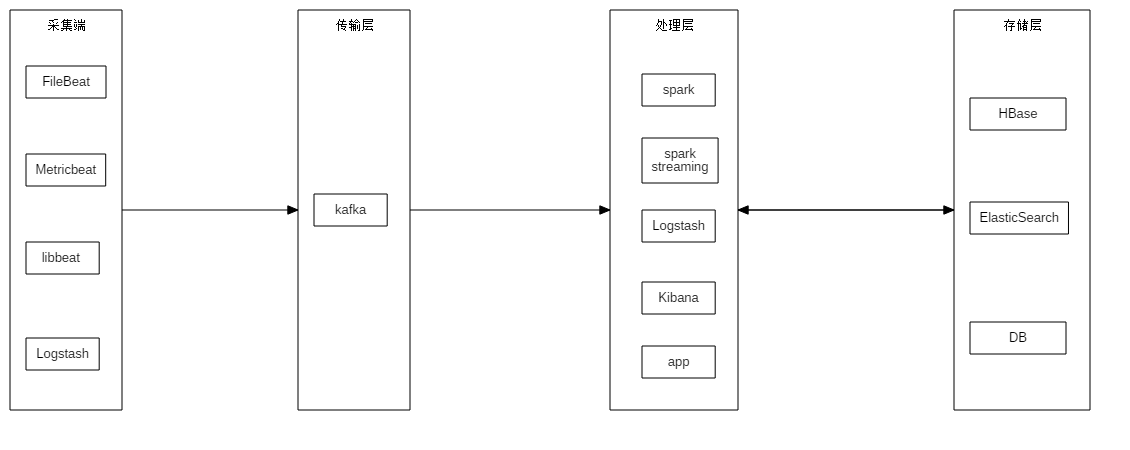 采集端
FileBeat
Metricbeat
libbeat
Logstash
传输层
kafka
处理层
spark
spark
streaming
Logstash
Kibana
app
存储层
HBase
ElasticSearch
DB